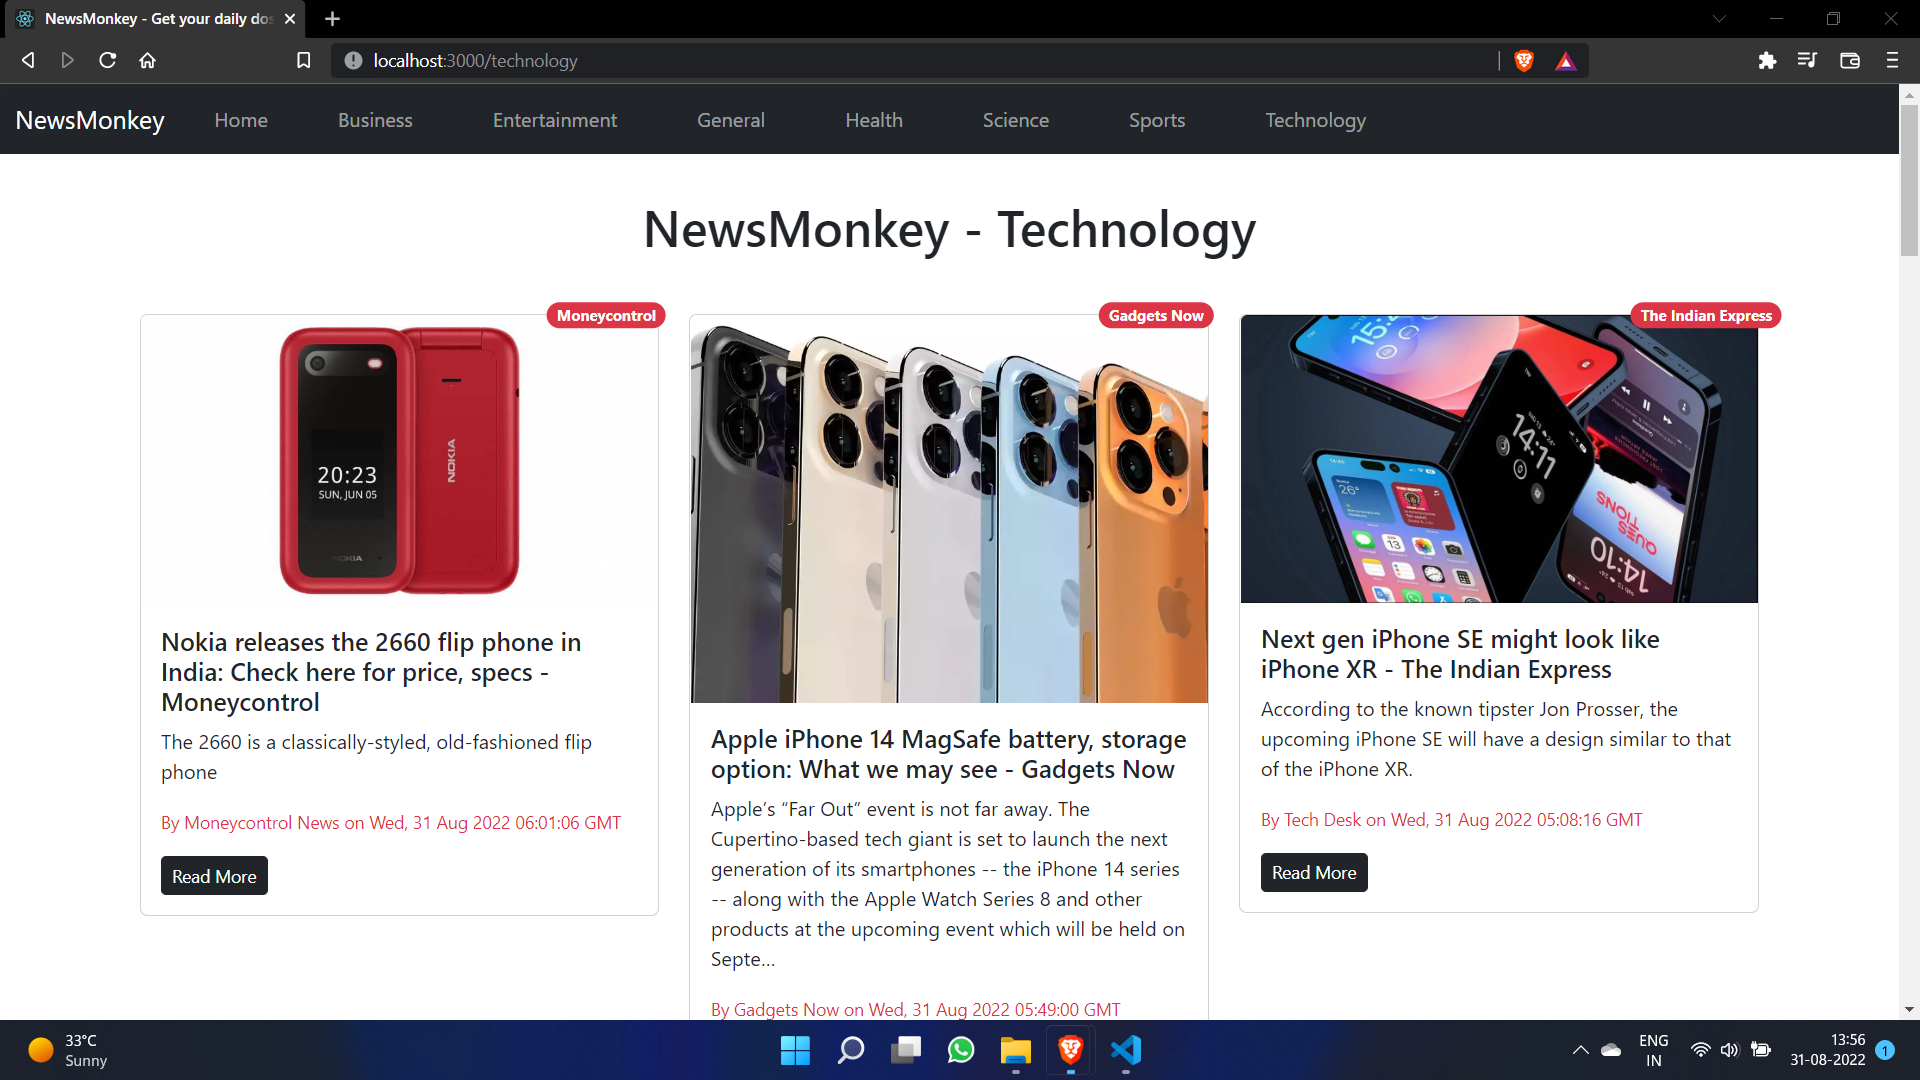 NewsMonkey - Get your daily dos
localhost:3000/technology
NewsMonkey Home Business Entertainment General Health Science Sports Technology
NewsMonkey - Technology
Moneycontrol
20:23
SUN, JUN 05
NOKIA
NOKIA
Nokia releases the 2660 flip phone in
India: Check here for price, specs -
Moneycontrol
The 2660 is a classically-styled, old-fashioned flip
phone
By Moneycontrol News on Wed, 31 Aug 2022 06:01:06 GMT
Read More
Gadgets Now
Apple iPhone 14 MagSafe battery, storage
option: What we may see - Gadgets Now
Apple’s “Far Out” event is not far away. The
Cupertino-based tech giant is set to launch the next
generation of its smartphones -- the iPhone 14 series
-- along with the Apple Watch Series 8 and other
products at the upcoming event which will be held on
Septe...
By Gadgets Now on Wed, 31 Aug 2022 05:49:00 GMT
The Indian Express
14:11
26°
13
14:10
Next gen iPhone SE might look like
iPhone XR - The Indian Express
According to the known tipster Jon Prosser, the
upcoming iPhone SE will have a design similar to that
of the iPhone XR.
By Tech Desk on Wed, 31 Aug 2022 05:08:16 GMT
Read More
33°C
Sunny
ENG
IN
13:56
31-08-2022
1